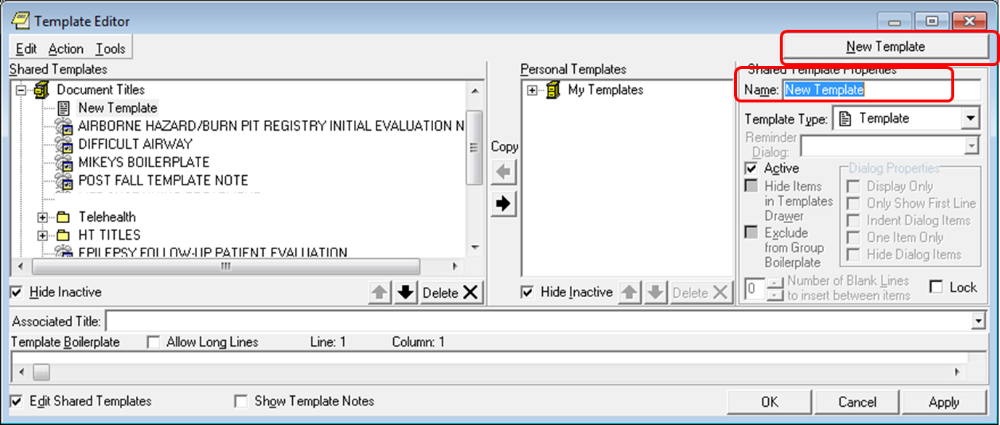 Template Editor
Edit Action Tools
New Template
Shared Templates
Document Titles
New Template
AIRBORNE HAZARD/BURN PIT REGISTRY INITIAL EVALUATION N
DIFFICULT AIRWAY
MIKEYS BOILERPLATE
POST FALL TEMPLATE NOTE
Telehealth
HT TITLES
EPILEPSY FOLLOW-UP PATIENT EVALUATION
Hide Inactive
Delete
Copy
Personal Templates
My Templates
Hide Inactive
Delete
Shared Template Properties
Name: New Template
Template Type: Template
Reminder
Dialog:
Active
Hide Items
in Templates
Drawer
Exclude
from Group
Boilerplate
Dialog Properties
Display Only
Only Show First Line
Indent Dialog Items
One Item Only
Hide Dialog Items
0 Number of Blank Lines
to insert between items
Lock
Associated Title:
Template Boilerplate Allow Long Lines Line: 1 Column: 1
Edit Shared Templates Show Template Notes OK Cancel Apply